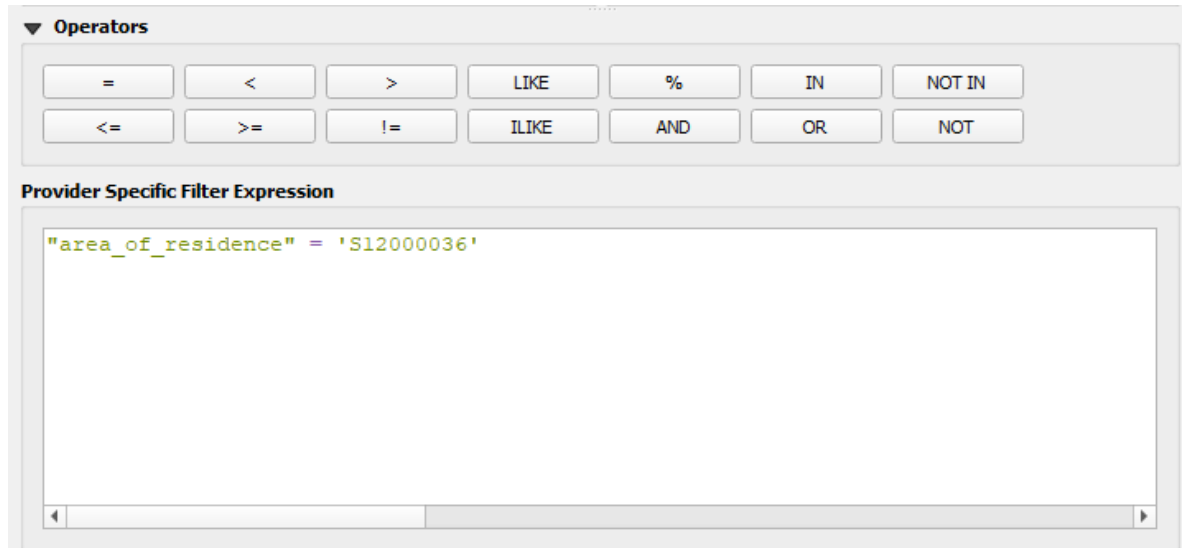 Operators
= < > LIKE % IN NOT IN
<= >= != ILIKE AND OR NOT
Provider Specific Filter Expression
"area_of_residence" = 'S12000036'